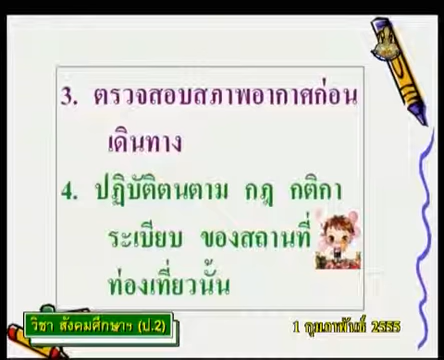 3. ตรวจสอบสภาพอากาศก่อน
เดินทาง
4. ปฏิบัติตนตาม กฎ กติกา
ระเบียบ ของสถานที่
ท่องเที่ยวนั้น
วิชา สังคมศึกษาฯ (ป.2)
1 กุมภาพันธ์ 2555